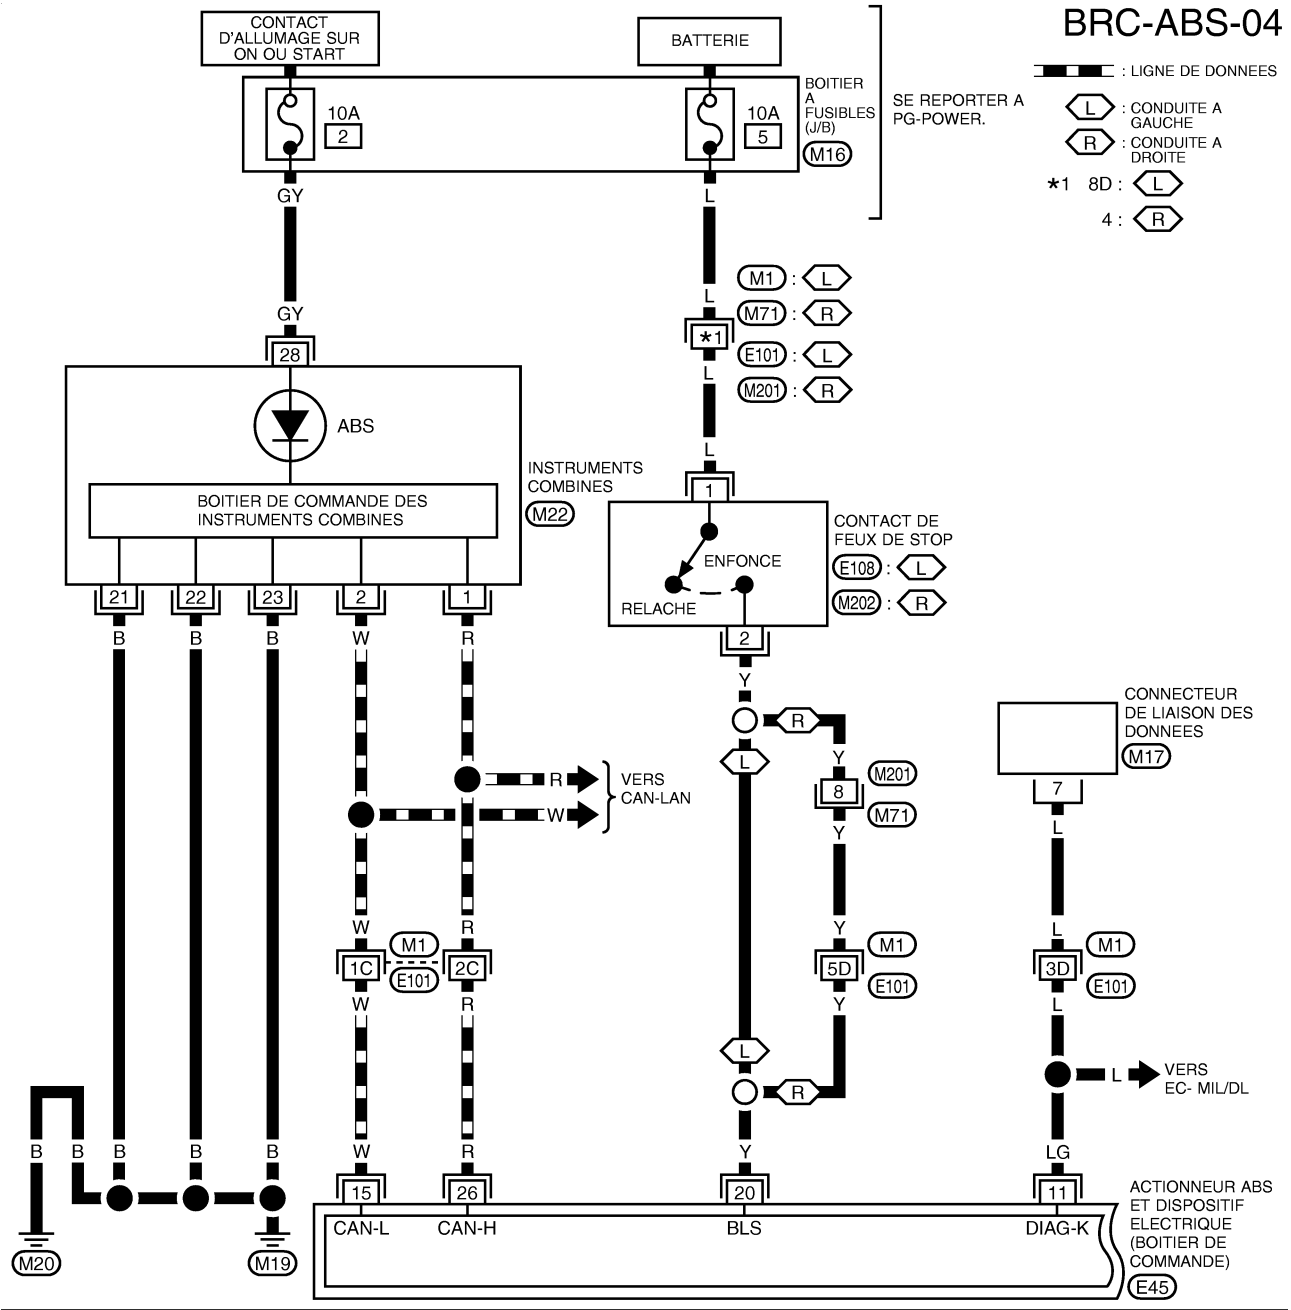 BRC-ABS-04
CONTACT
D'ALLUMAGE SUR
ON OU START
BATTERIE
: LIGNE DE DONNEES
L : CONDUITE A
GAUCHE
R : CONDUITE A
DROITE
*1 8D : L
4 : R
10A
2
10A
5
BOITIER
A
FUSIBLES
(J/B)
M16
SE REPORTER A
PG-POWER.
GY
L
GY
L
M1 : L
M71 : R
*1
E101 : L
M201 : R
L
L
28
ABS
BOITIER DE COMMANDE DES
INSTRUMENTS COMBINES
INSTRUMENTS
COMBINES
M22
1
ENFONCE
RELACHE
CONTACT DE
FEUX DE STOP
E108 : L
M202 : R
2
21
22
23
2
1
B
B
B
W
R
Y
R
L
Y
8
M201
M71
Y
CONNECTEUR
DE LIAISON DES
DONNEES
M17
7
L
R
W
VERS
CAN-LAN
W
R
Y
L
1C
M1
E101
2C
5D
M1
E101
3D
M1
E101
W
R
Y
L
L
R
L
VERS
EC- MIL/DL
B
B
B
B
B
W
R
Y
LG
15
26
20
11
CAN-L
CAN-H
BLS
DIAG-K
M20
M19
ACTIONNEUR ABS
ET DISPOSITIF
ELECTRIQUE
(BOITIER DE
COMMANDE)
E45